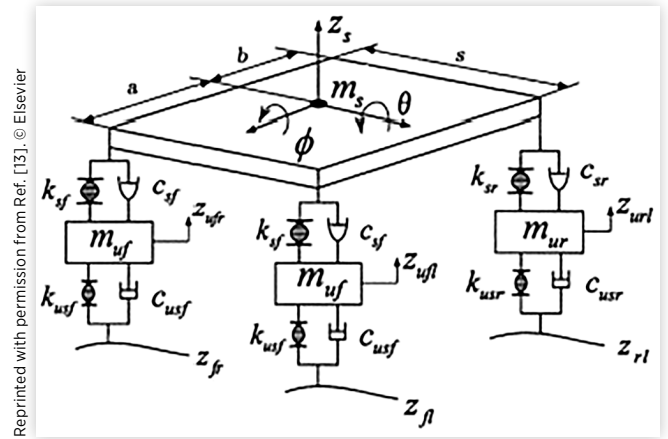 Reprinted with permission from Ref. [13]. © Elsevier
z_s
b
s
a
m_s
θ
ϕ
k_sf
c_sf
z_ufr
m_uf
k_usf
c_usf
z_fr
k_sf
c_sf
z_ufl
m_uf
k_usf
c_usf
z_fl
k_sr
c_sr
z_url
m_ur
k_usr
c_usr
z_rl